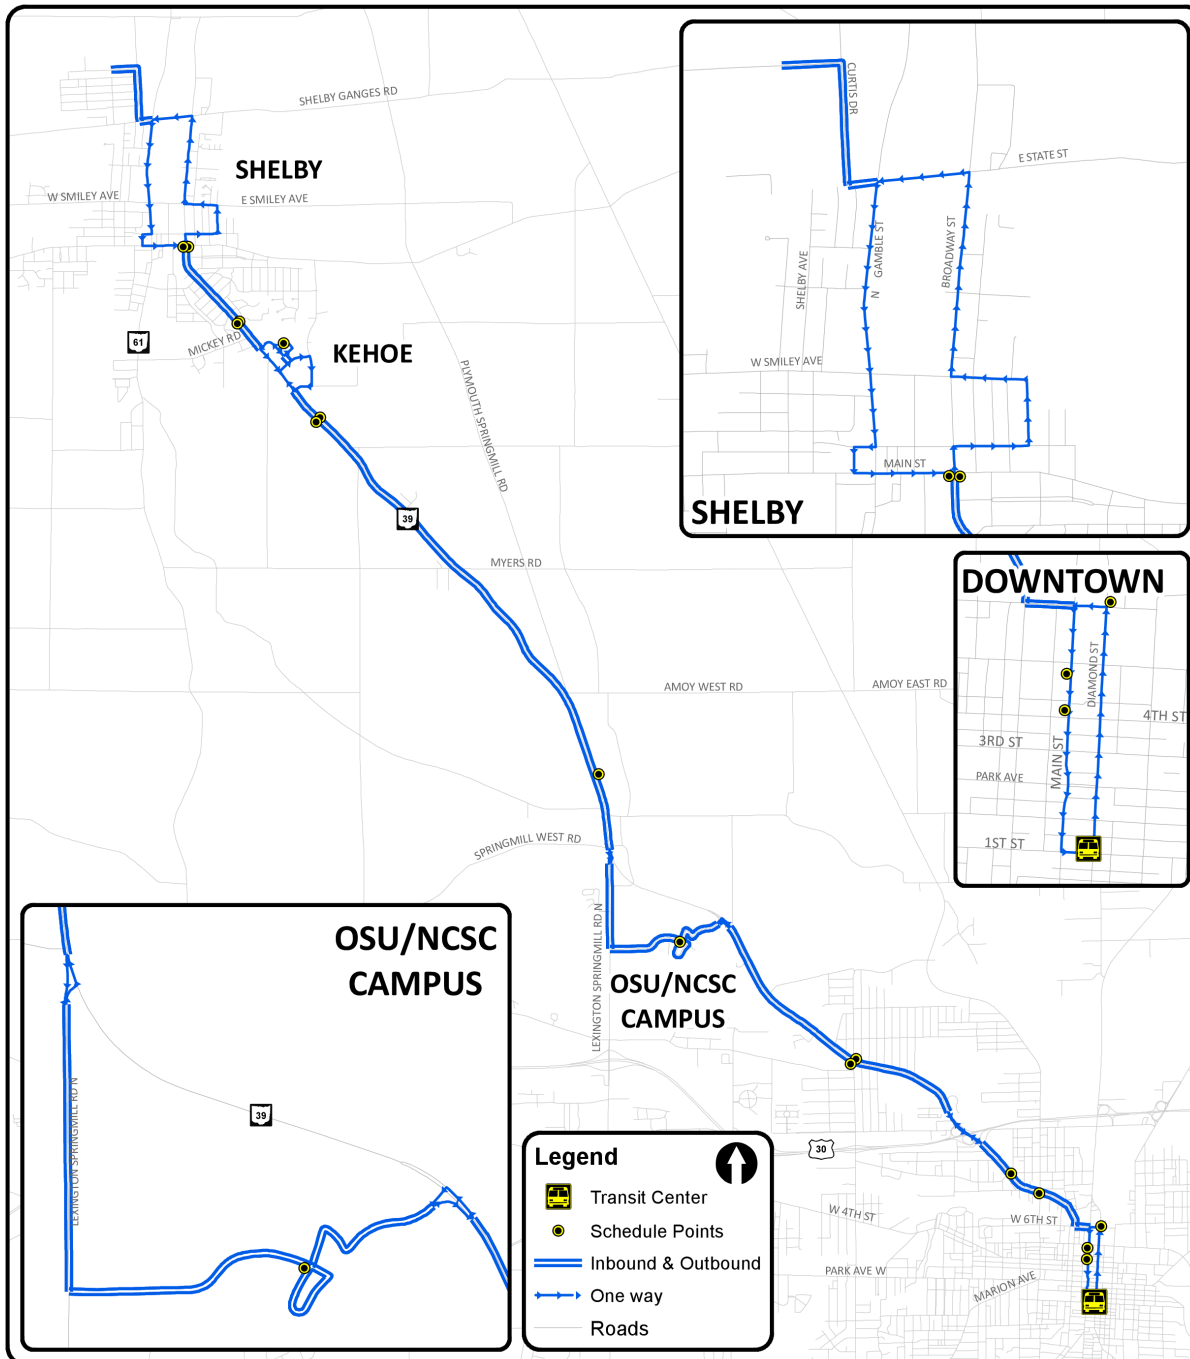 SHELBY GANGES RD
SHELBY
W SMILEY AVE
E SMILEY AVE
61
MICKEY RD
KEHOE
PLYMOUTH SPRINGMILL RD
39
MYERS RD
AMOY WEST RD
AMOY EAST RD
SPRINGMILL WEST RD
LEXINGTON SPRINGMILL RD N
OSU/NCSC
CAMPUS
30
W 4TH ST
W 6TH ST
PARK AVE W
MARION AVE
CURTIS DR
E STATE ST
N GAMBLE ST
BROADWAY ST
SHELBY AVE
W SMILEY AVE
MAIN ST
SHELBY
DOWNTOWN
DIAMOND ST
4TH ST
3RD ST
MAIN ST
PARK AVE
1ST ST
OSU/NCSC
CAMPUS
LEXINGTON SPRINGMILL RD N
39
Legend
Transit Center
Schedule Points
Inbound & Outbound
One way
Roads